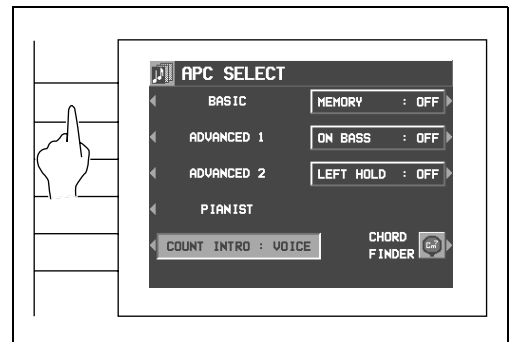 APC SELECT
BASIC MEMORY : OFF
ADVANCED 1 ON BASS : OFF
ADVANCED 2 LEFT HOLD : OFF
PIANIST
COUNT INTRO : VOICE CHORD
FINDER Cm7